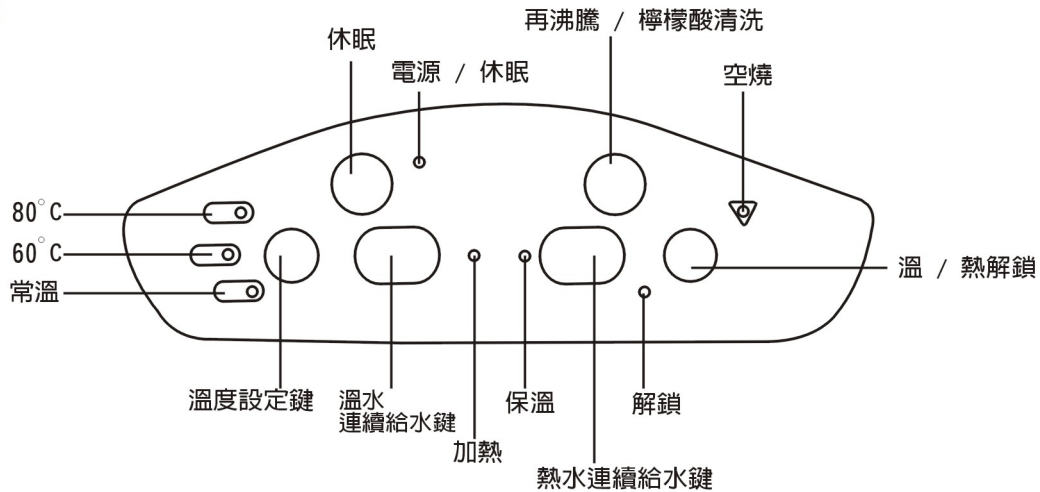 再沸騰 / 檸檬酸清洗
休眠
電源 / 休眠
空燒
80°C
60°C
常溫
溫 / 熱解鎖
溫度設定鍵
溫水
連續給水鍵
保溫
解鎖
加熱
熱水連續給水鍵